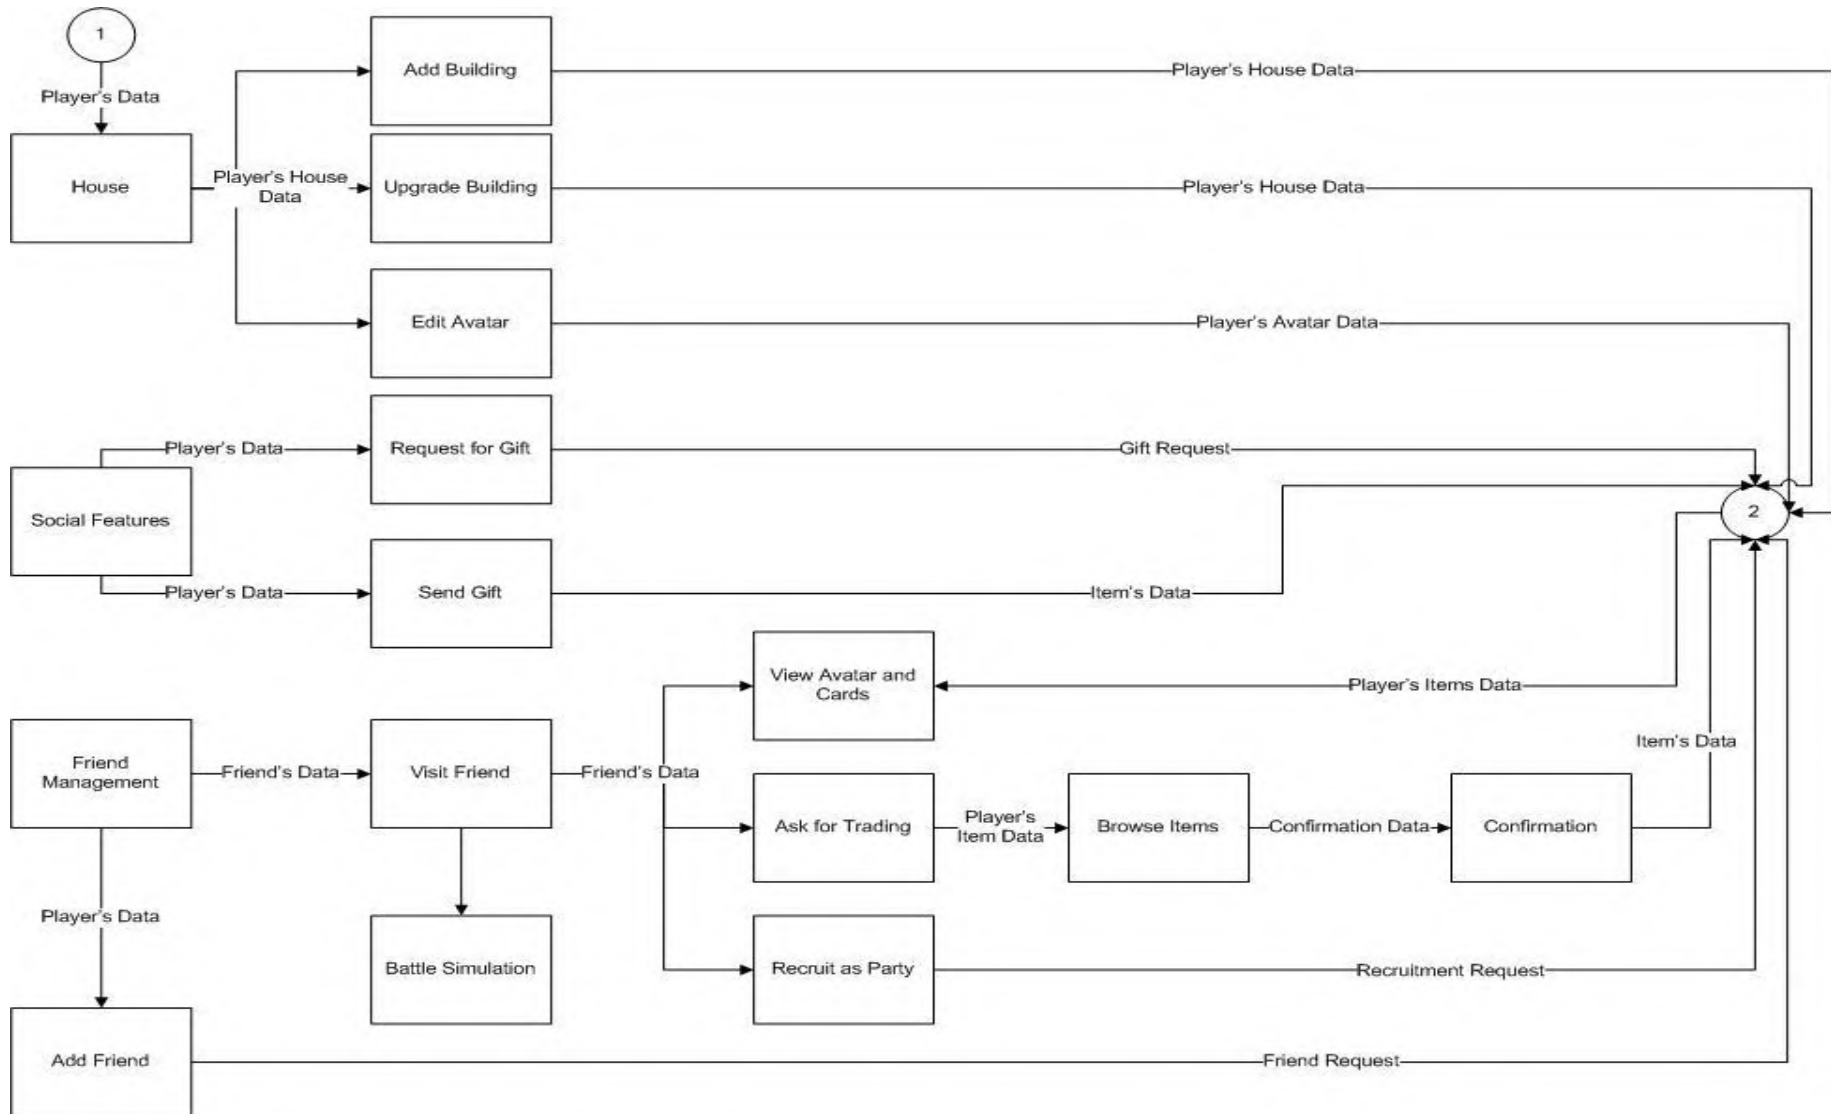 1
Player's Data
House
Player's House
Data
Add Building
Player's House Data
Upgrade Building
Player's House Data
Edit Avatar
Player's Avatar Data
Social Features
Player's Data
Request for Gift
Gift Request
2
Player's Data
Send Gift
Item's Data
View Avatar and
Cards
Player's Items Data
Friend
Management
Friend's Data
Visit Friend
Friend's Data
Ask for Trading
Player's
Item Data
Browse Items
Confirmation Data
Confirmation
Item's Data
Player's Data
Battle Simulation
Recruit as Party
Recruitment Request
Add Friend
Friend Request